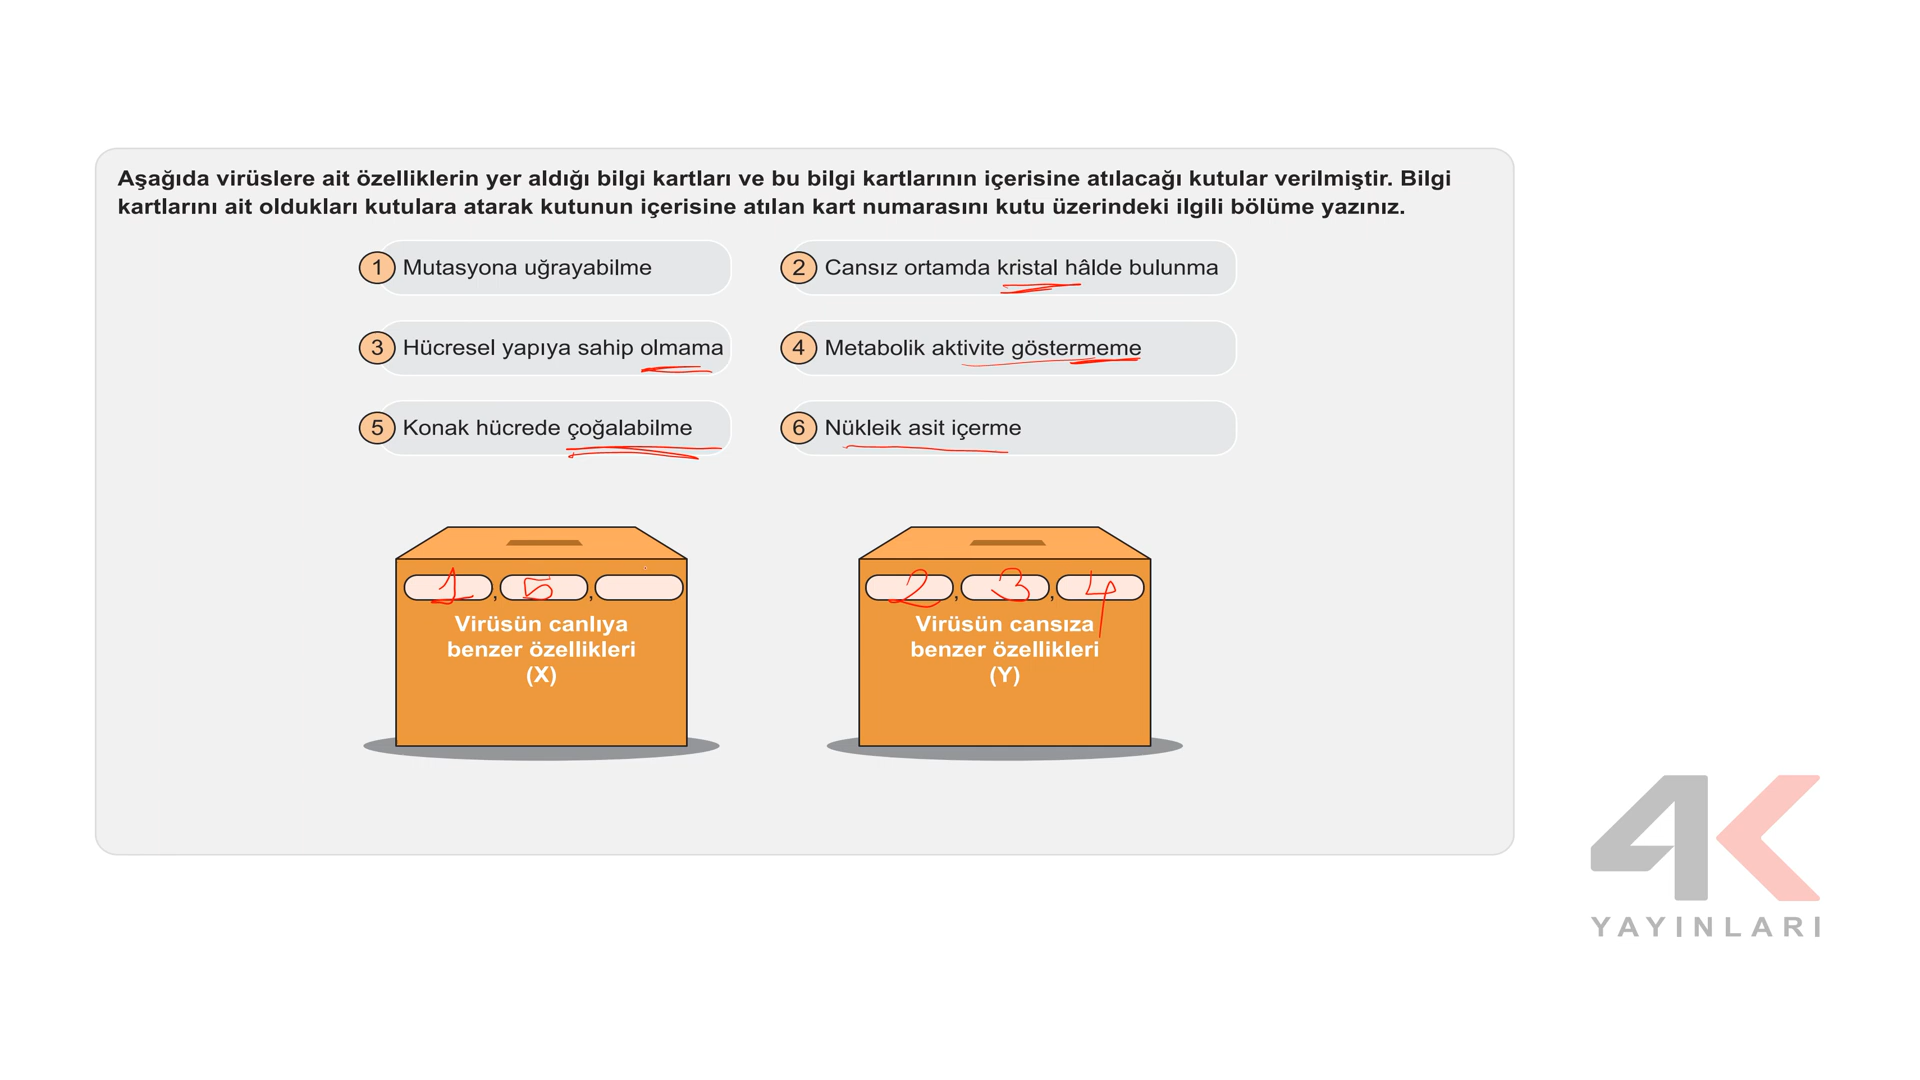 Aşağıda virüslere ait özelliklerin yer aldığı bilgi kartları ve bu bilgi kartlarının içerisine atılacağı kutular verilmiştir. Bilgi
kartlarını ait oldukları kutulara atarak kutunun içerisine atılan kart numarasını kutu üzerindeki ilgili bölüme yazınız.
1 Mutasyona uğrayabilme
2 Cansız ortamda kristal hâlde bulunma
3 Hücresel yapıya sahip olmama
4 Metabolik aktivite göstermeme
5 Konak hücrede çoğalabilme
6 Nükleik asit içerme
1, 5,
Virüsün canlıya
benzer özellikleri
(X)
2, 3, 4
Virüsün cansıza
benzer özellikleri
(Y)
4K
YAYINLARI